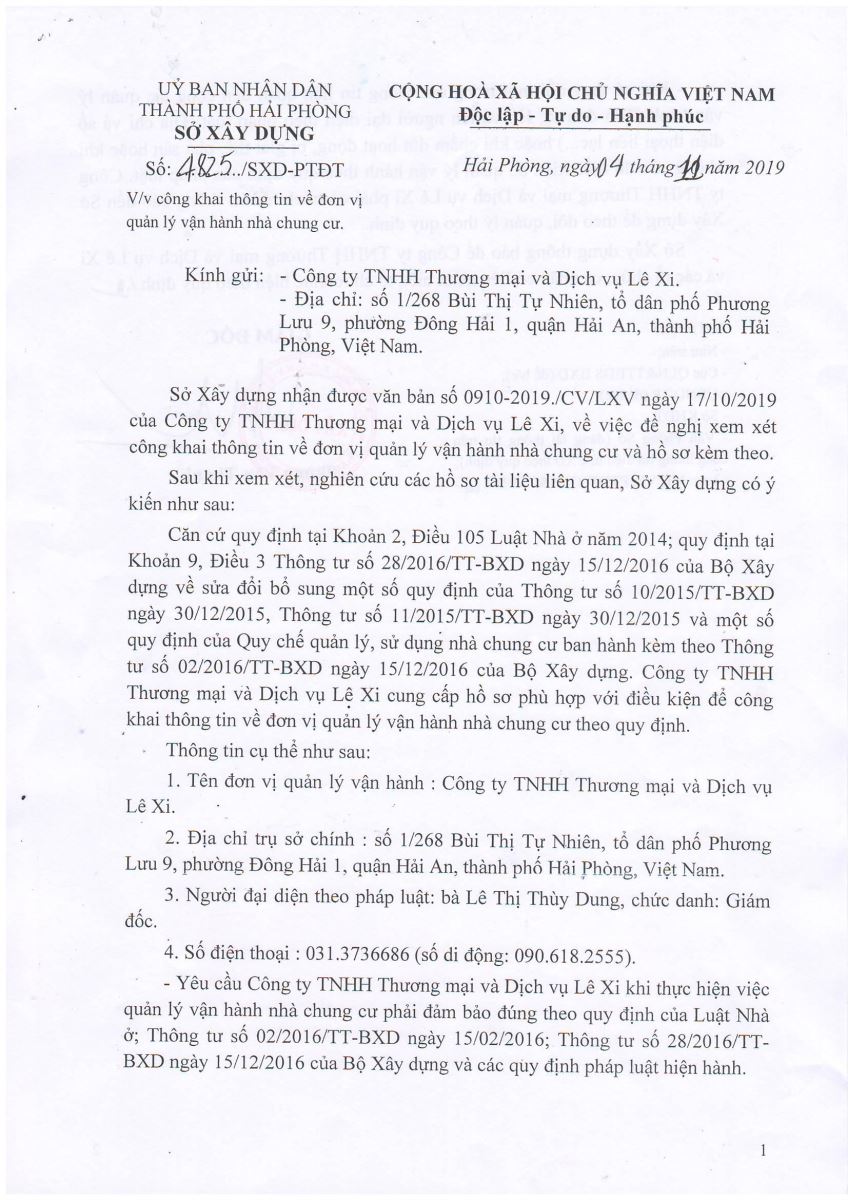 UỶ BAN NHÂN DÂN
THÀNH PHỐ HẢI PHÒNG
SỞ XÂY DỰNG
CỘNG HOÀ XÃ HỘI CHỦ NGHĨA VIỆT NAM
Độc lập - Tự do - Hạnh phúc
Số: 4825../SXD-PTĐT
Hải Phòng, ngày 04 tháng 11 năm 2019
V/v công khai thông tin về đơn vị
quản lý vận hành nhà chung cư.
Kính gửi: - Công ty TNHH Thương mại và Dịch vụ Lê Xi.
- Địa chỉ: số 1/268 Bùi Thị Tự Nhiên, tổ dân phố Phương
Lưu 9, phường Đông Hải 1, quận Hải An, thành phố Hải
Phòng, Việt Nam.
Sở Xây dựng nhận được văn bản số 0910-2019./CV/LXV ngày 17/10/2019
của Công ty TNHH Thương mại và Dịch vụ Lê Xi, về việc đề nghị xem xét
công khai thông tin về đơn vị quản lý vận hành nhà chung cư và hồ sơ kèm theo.
Sau khi xem xét, nghiên cứu các hồ sơ tài liệu liên quan, Sở Xây dựng có ý
kiến như sau:
Căn cứ quy định tại Khoản 2, Điều 105 Luật Nhà ở năm 2014; quy định tại
Khoản 9, Điều 3 Thông tư số 28/2016/TT-BXD ngày 15/12/2016 của Bộ Xây
dựng về sửa đổi bổ sung một số quy định của Thông tư số 10/2015/TT-BXD
ngày 30/12/2015, Thông tư số 11/2015/TT-BXD ngày 30/12/2015 và một số
quy định của Quy chế quản lý, sử dụng nhà chung cư ban hành kèm theo Thông
tư số 02/2016/TT-BXD ngày 15/12/2016 của Bộ Xây dựng. Công ty TNHH
Thương mại và Dịch vụ Lê Xi cung cấp hồ sơ phù hợp với điều kiện để công
khai thông tin về đơn vị quản lý vận hành nhà chung cư theo quy định.
Thông tin cụ thể như sau:
1. Tên đơn vị quản lý vận hành : Công ty TNHH Thương mại và Dịch vụ
Lê Xi.
2. Địa chỉ trụ sở chính : số 1/268 Bùi Thị Tự Nhiên, tổ dân phố Phương
Lưu 9, phường Đông Hải 1, quận Hải An, thành phố Hải Phòng, Việt Nam.
3. Người đại diện theo pháp luật: bà Lê Thị Thùy Dung, chức danh: Giám
đốc.
4. Số điện thoại : 031.3736686 (số di động: 090.618.2555).
- Yêu cầu Công ty TNHH Thương mại và Dịch vụ Lê Xi khi thực hiện việc
quản lý vận hành nhà chung cư phải đảm bảo đúng theo quy định của Luật Nhà
ở; Thông tư số 02/2016/TT-BXD ngày 15/02/2016; Thông tư số 28/2016/TT-
BXD ngày 15/12/2016 của Bộ Xây dựng và các quy định pháp luật hiện hành.
1